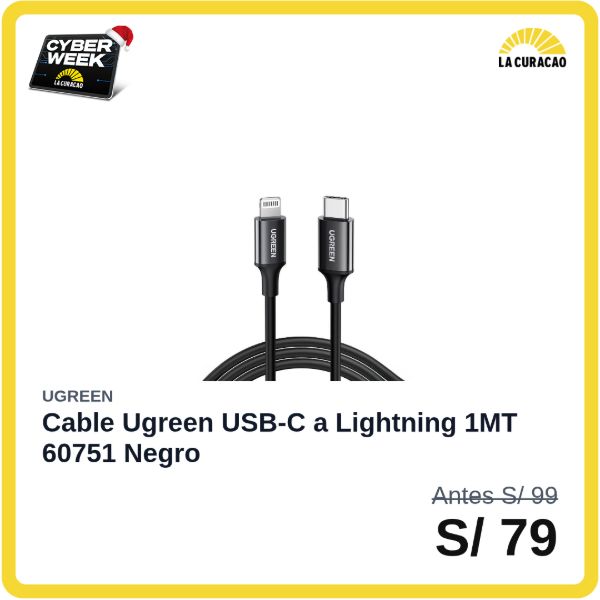 CYBER
WEEK
LA CURACAO
LA CURACAO
UGREEN
UGREEN
UGREEN
Cable Ugreen USB-C a Lightning 1MT
60751 Negro
Antes S/ 99
S/ 79